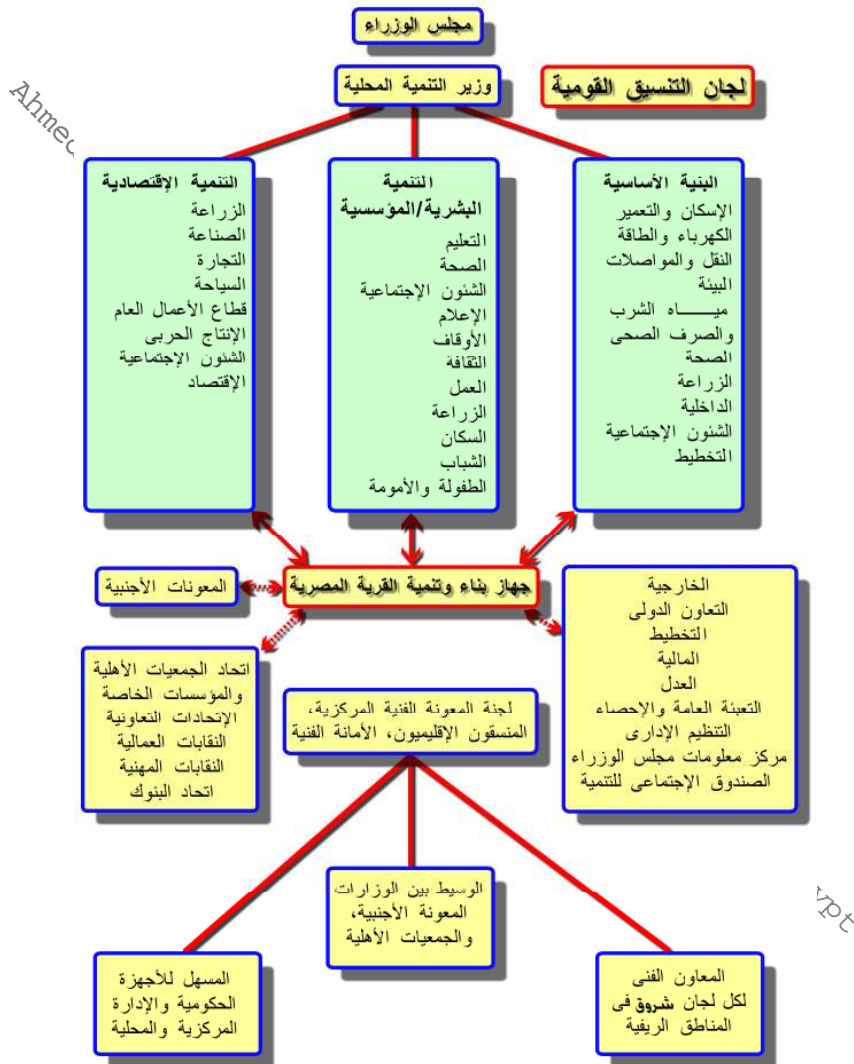 مجلس الوزراء
لجان التنسيق القومية
وزير التنمية المحلية
Ahmed
البنية الأساسية
الإسكان والتعمير
الكهرباء والطاقة
النقل والمواصلات
البيئة
ميــــاه الشرب
والصرف الصحى
الصحة
الزراعة
الداخلية
الشئون الإجتماعية
التخطيط
التنمية
البشرية/المؤسسية
التعليم
الصحة
الشئون الإجتماعية
الإعلام
الأوقاف
الثقافة
العمل
الزراعة
السكان
الشباب
الطفولة والأمومة
التنمية الإقتصادية
الزراعة
الصناعة
التجارة
السياحة
قطاع الأعمال العام
الإنتاج الحربى
الشئون الإجتماعية
الإقتصاد
جهاز بناء وتنمية القرية المصرية
المعونات الأجنبية
الخارجية
التعاون الدولى
التخطيط
المالية
العدل
التعبئة العامة والإحصاء
التنظيم الإدارى
مركز معلومات مجلس الوزراء
الصندوق الإجتماعى للتنمية
لجنة المعونة الفنية المركزية،
المنسقون الإقليميون، الأمانة الفنية
اتحاد الجمعيات الأهلية
والمؤسسات الخاصة
الإتحادات التعاونية
النقابات العمالية
النقابات المهنية
اتحاد البنوك
ypt
المعاون الفنى
لكل لجان شروق فى
المناطق الريفية
الوسيط بين الوزارات
المعونة الأجنبية،
والجمعيات الأهلية
المسهل للأجهزة
الحكومية والإدارة
المركزية والمحلية